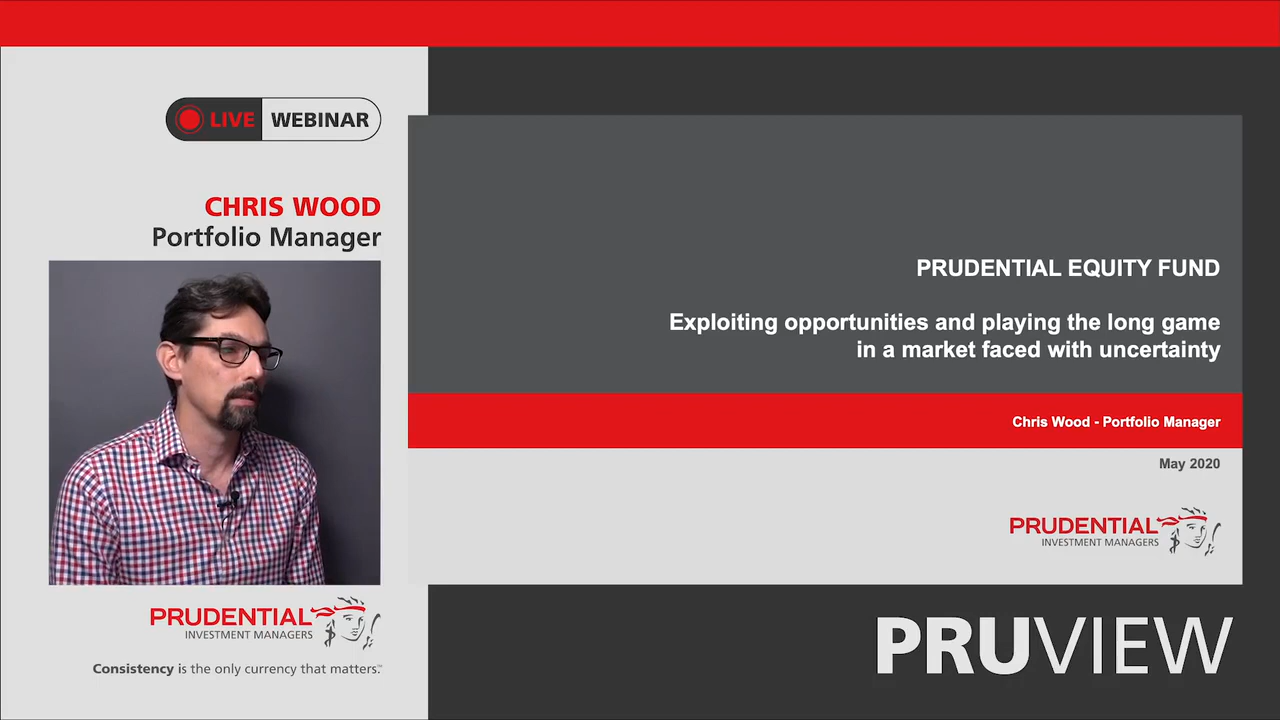 LIVE WEBINAR
CHRIS WOOD
Portfolio Manager
PRUDENTIAL
INVESTMENT MANAGERS
Consistency is the only currency that matters.™
PRUDENTIAL EQUITY FUND
Exploiting opportunities and playing the long game
in a market faced with uncertainty
Chris Wood - Portfolio Manager
May 2020
PRUDENTIAL
INVESTMENT MANAGERS
PRUVIEW